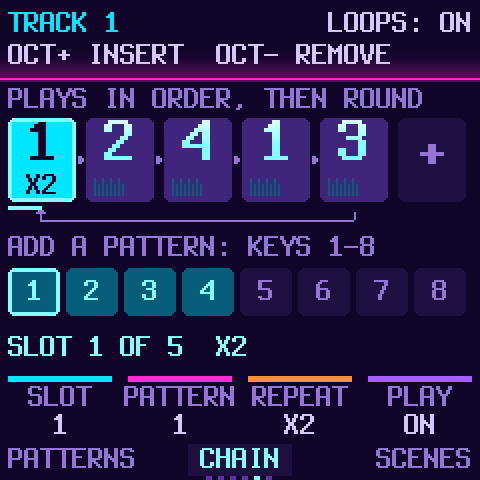 TRACK 1 LOOPS: ON
OCT+ INSERT OCT- REMOVE
PLAYS IN ORDER, THEN ROUND
1 2 4 1 3 +
X2
ADD A PATTERN: KEYS 1-8
1 2 3 4 5 6 7 8
SLOT 1 OF 5 X2
SLOT PATTERN REPEAT PLAY
1 1 X2 ON
PATTERNS CHAIN SCENES